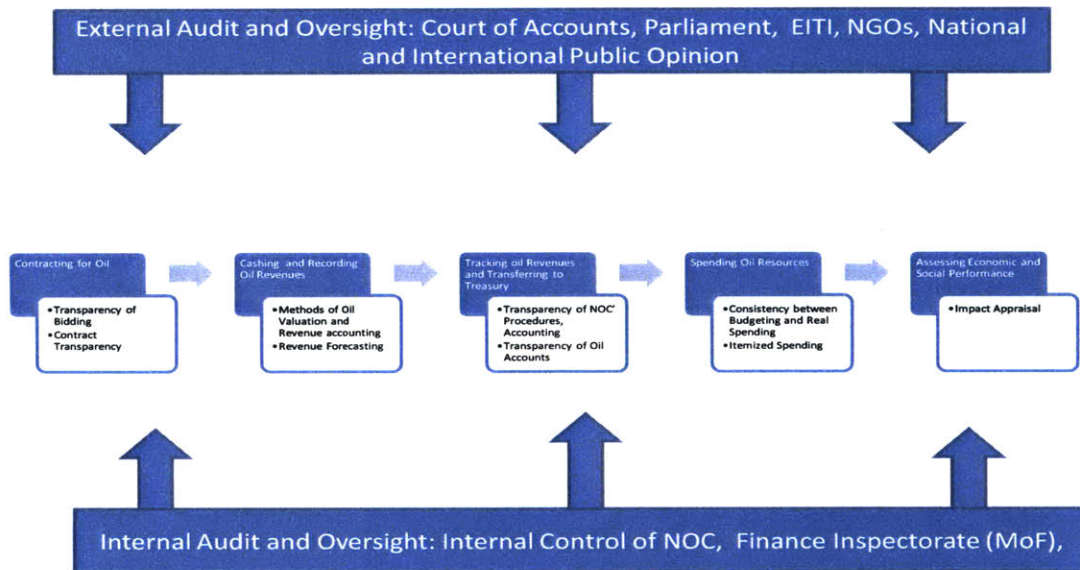 External Audit and Oversight: Court of Accounts, Parliament, EITI, NGOs, National
and International Public Opinion
Contracting for Oil
•Transparency of
Bidding
•Contract
Transparency
Cashing and Recording
Oil Revenues
•Methods of Oil
Valuation and
Revenue accounting
•Revenue Forecasting
Tracking oil Revenues
and Transferring to
Treasury
•Transparency of NOC'
Procedures,
Accounting
•Transparency of Oil
Accounts
Spending Oil Resources
•Consistency between
Budgeting and Real
Spending
•Itemized Spending
Assessing Economic and
Social Performance
•Impact Appraisal
Internal Audit and Oversight: Internal Control of NOC, Finance Inspectorate (MoF),